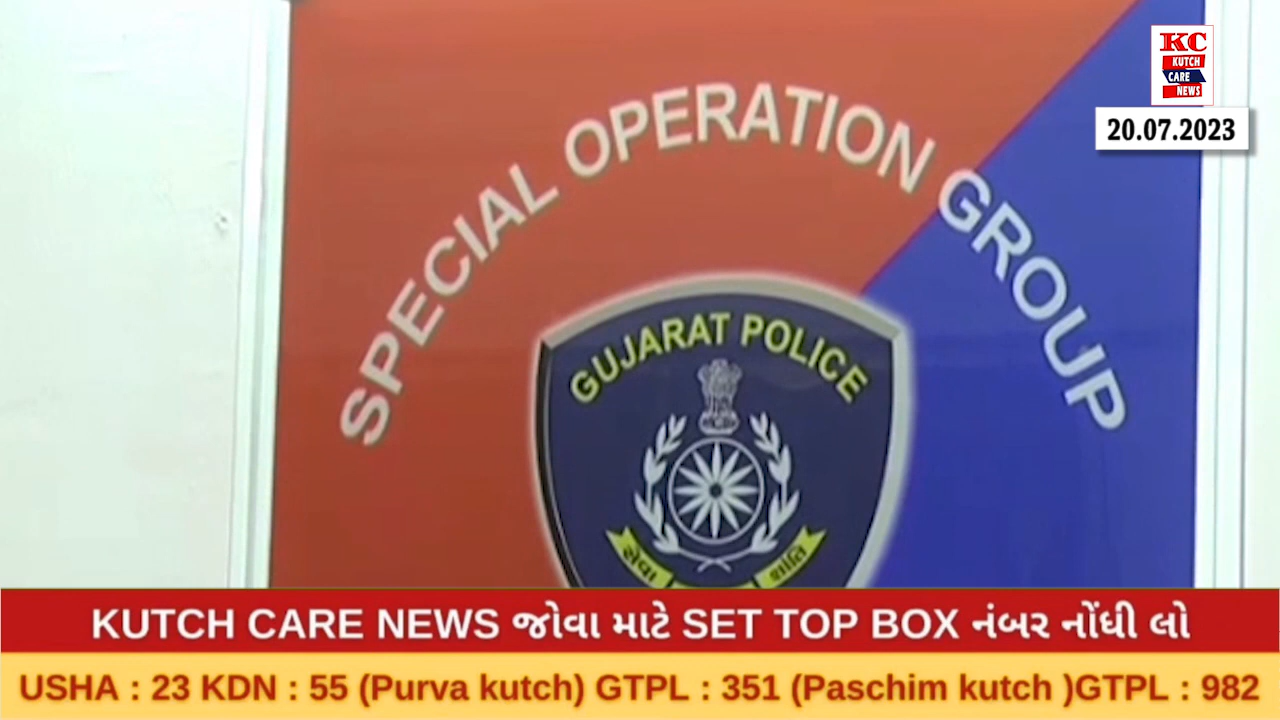 KC
KUTCH
CARE
NEWS
20.07.2023
SPECIAL OPERATION GROUP
GUJARAT POLICE
સેવા શાંતિ
KUTCH CARE NEWS જોવા માટે SET TOP BOX નંબર નોંધી લો
USHA : 23 KDN : 55 (Purva kutch) GTPL : 351 (Paschim kutch )GTPL : 982